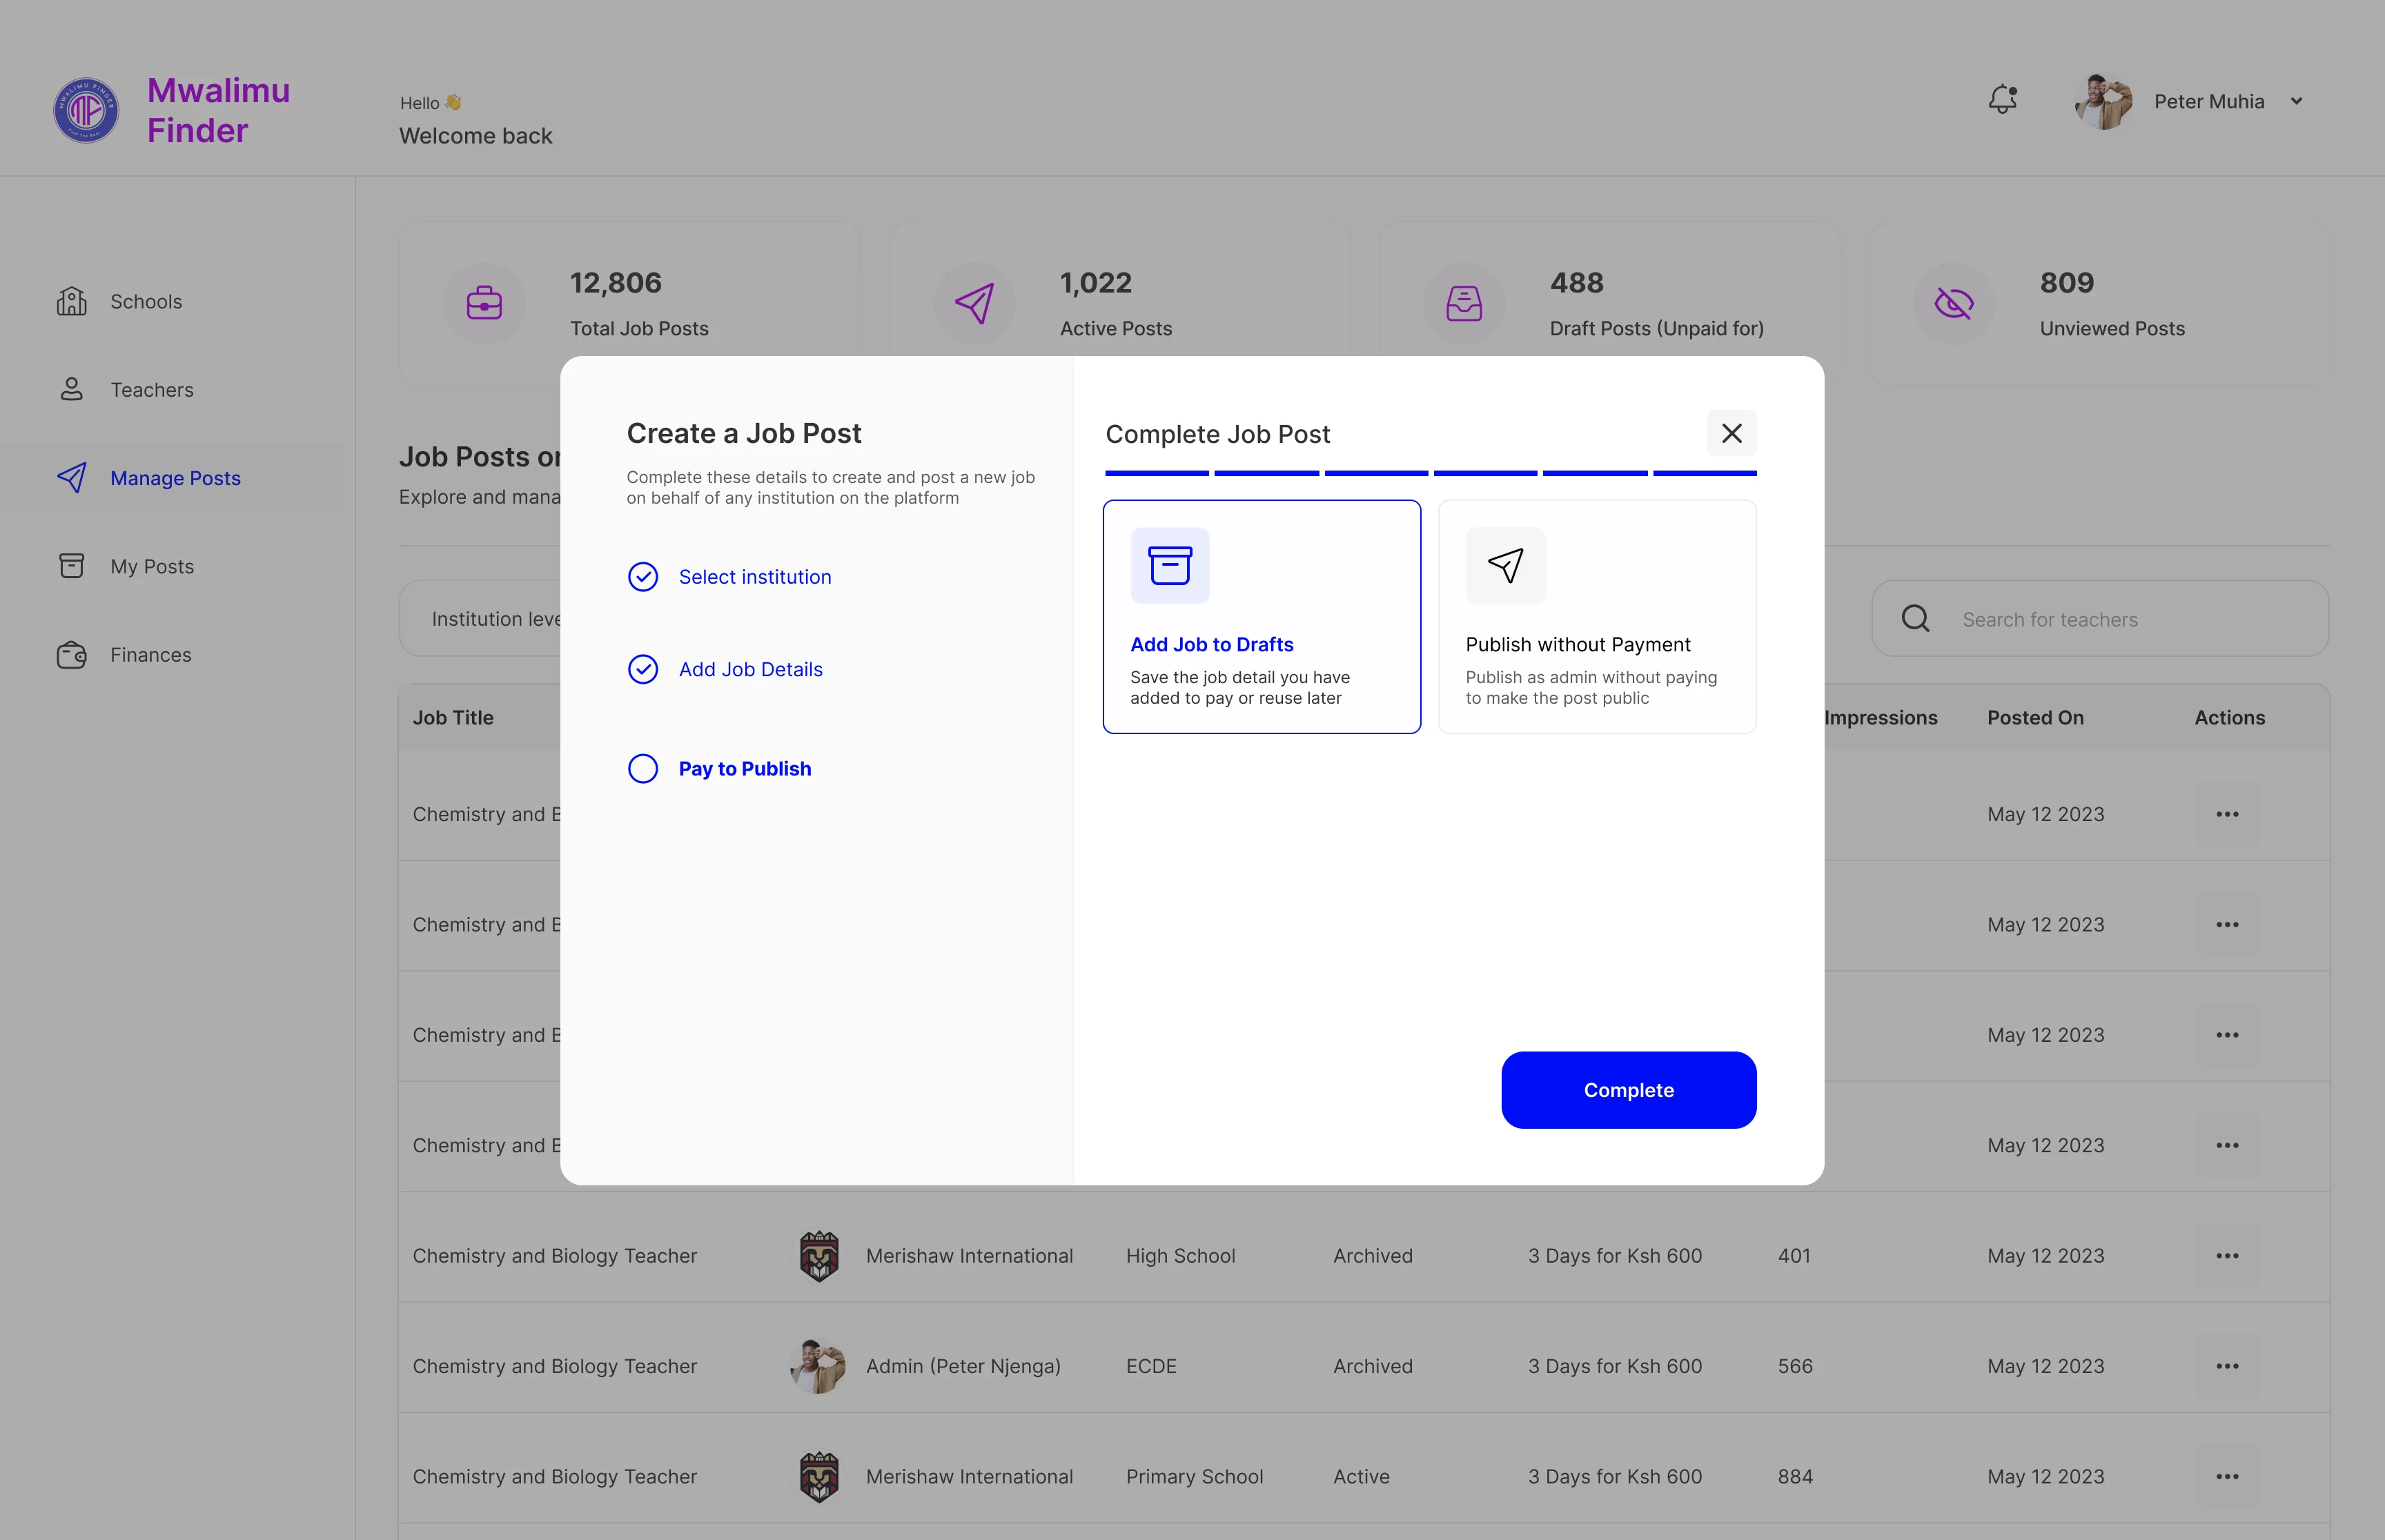 Mwalimu
Finder
Hello 👋
Welcome back
Peter Muhia
Schools
Teachers
Manage Posts
My Posts
Finances
12,806
Total Job Posts
1,022
Active Posts
488
Draft Posts (Unpaid for)
809
Unviewed Posts
Job Posts
Explore and
Institution
Search for teachers
Create a Job Post
Complete these details to create and post a new job
on behalf of any institution on the platform
Select institution
Add Job Details
Pay to Publish
Complete Job Post
Add Job to Drafts
Save the job detail you have
added to pay or reuse later
Publish without Payment
Publish as admin without paying
to make the post public
Complete
Job Title Impressions Posted On Actions
Chemistry and May 12 2023
Chemistry and May 12 2023
Chemistry and May 12 2023
Chemistry and May 12 2023
Chemistry and Biology Teacher Merishaw International High School Archived 3 Days for Ksh 600 401 May 12 2023
Chemistry and Biology Teacher Admin (Peter Njenga) ECDE Archived 3 Days for Ksh 600 566 May 12 2023
Chemistry and Biology Teacher Merishaw International Primary School Active 3 Days for Ksh 600 884 May 12 2023